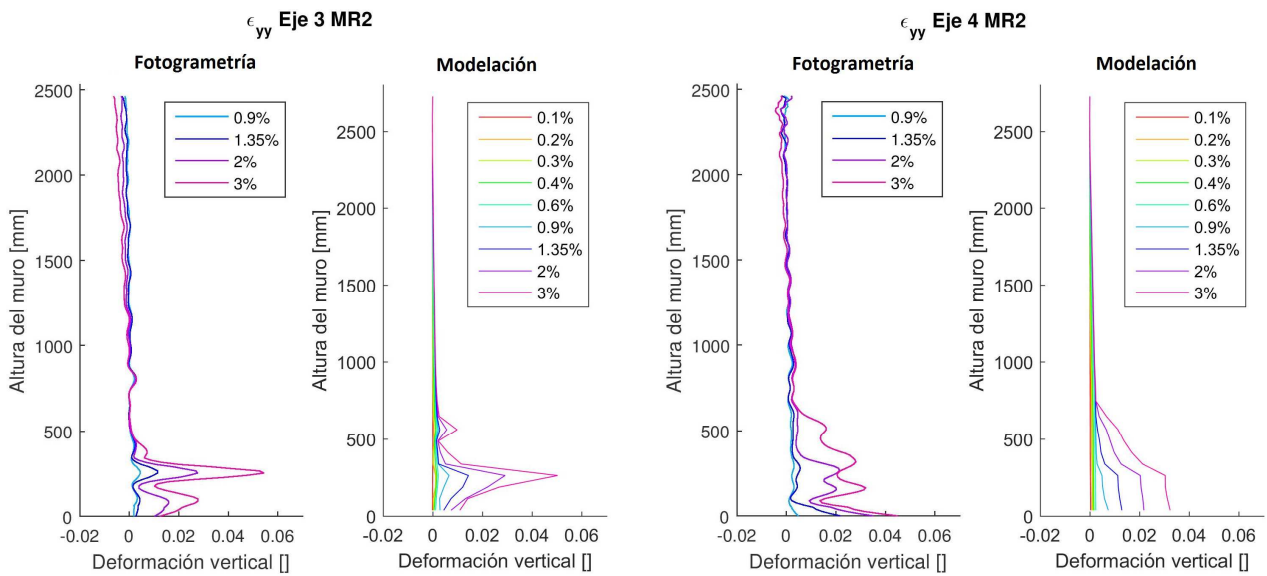 ϵyy Eje 3 MR2
Fotogrametría
2500
2000
1500
1000
500
0
Altura del muro [mm]
0.9%
1.35%
2%
3%
-0.02 0 0.02 0.04 0.06
Deformación vertical []
Modelación
2500
2000
1500
1000
500
0
Altura del muro [mm]
0.1%
0.2%
0.3%
0.4%
0.6%
0.9%
1.35%
2%
3%
-0.02 0 0.02 0.04 0.06
Deformación vertical []
ϵyy Eje 4 MR2
Fotogrametría
2500
2000
1500
1000
500
0
Altura del muro [mm]
0.9%
1.35%
2%
3%
-0.02 0 0.02 0.04 0.06
Deformación vertical []
Modelación
2500
2000
1500
1000
500
0
Altura del muro [mm]
0.1%
0.2%
0.3%
0.4%
0.6%
0.9%
1.35%
2%
3%
-0.02 0 0.02 0.04 0.06
Deformación vertical []